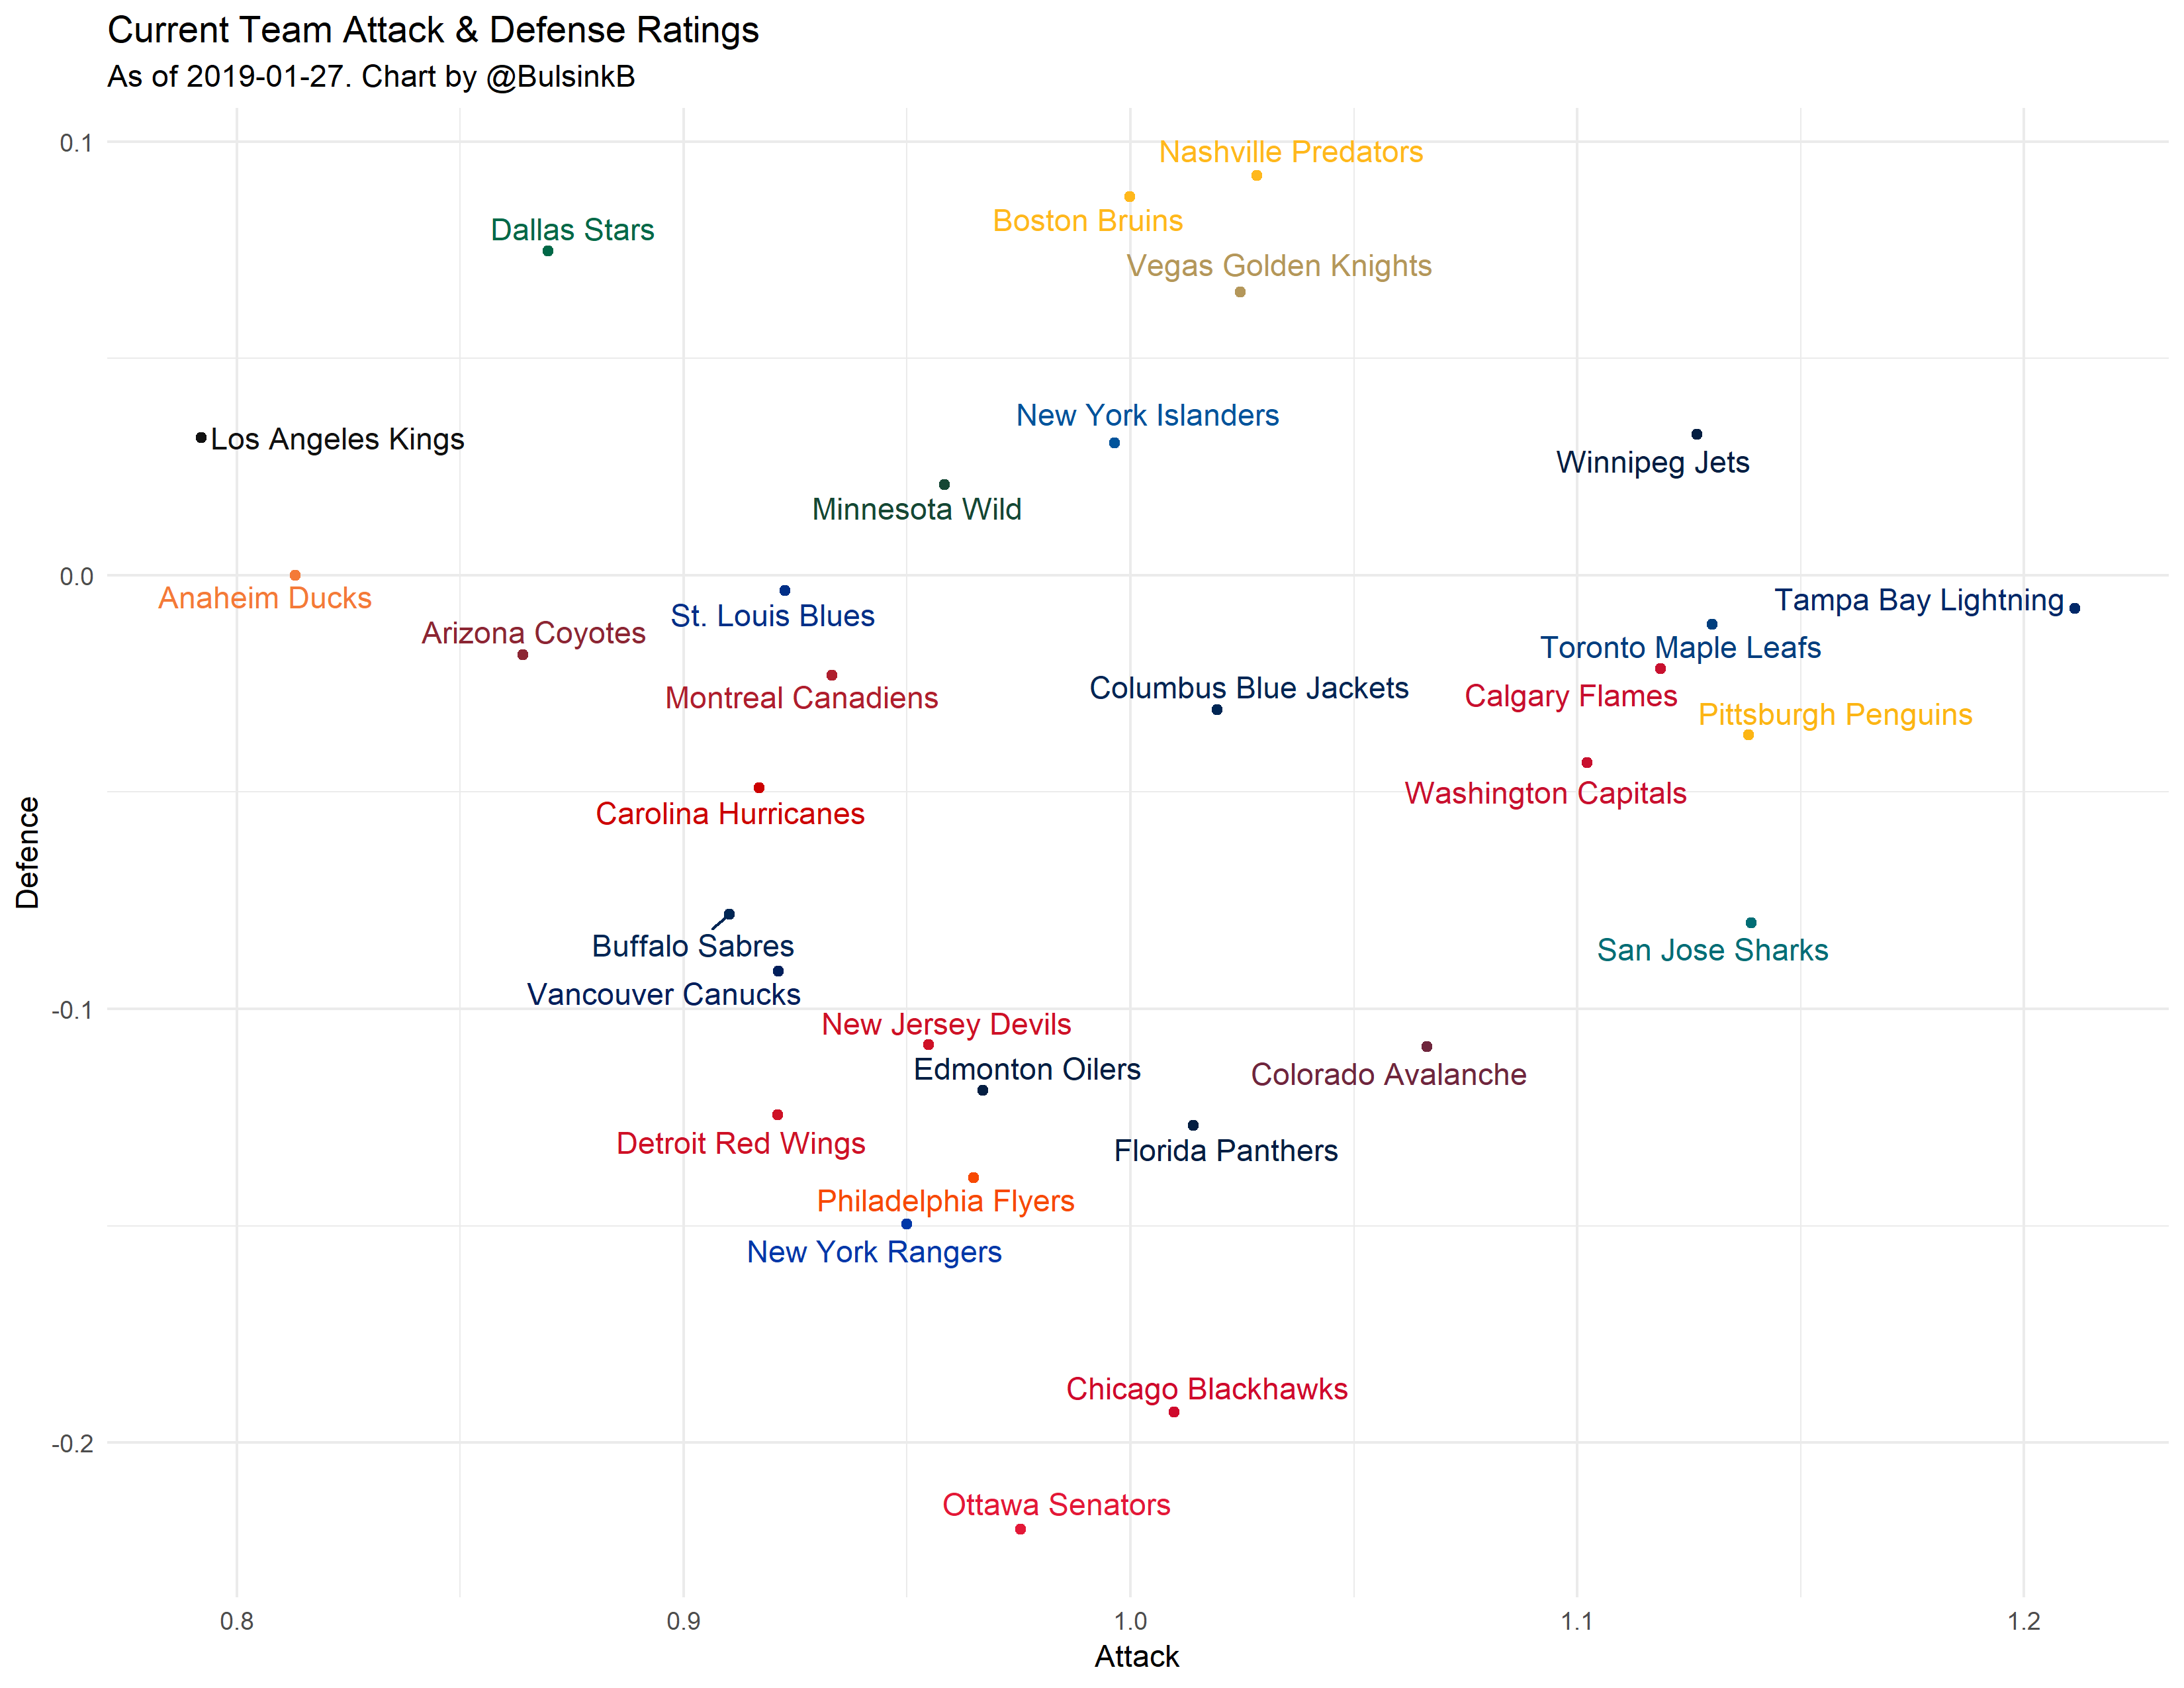 Current Team Attack & Defense Ratings
As of 2019-01-27. Chart by @BulsinkB
0.1
Nashville Predators
Boston Bruins
Dallas Stars
Vegas Golden Knights
New York Islanders
Los Angeles Kings
Winnipeg Jets
Minnesota Wild
0.0
Anaheim Ducks
Tampa Bay Lightning
St. Louis Blues
Arizona Coyotes
Toronto Maple Leafs
Columbus Blue Jackets
Calgary Flames
Montreal Canadiens
Pittsburgh Penguins
Washington Capitals
Carolina Hurricanes
Defence
Buffalo Sabres
San Jose Sharks
Vancouver Canucks
-0.1
New Jersey Devils
Edmonton Oilers
Colorado Avalanche
Detroit Red Wings
Florida Panthers
Philadelphia Flyers
New York Rangers
Chicago Blackhawks
-0.2
Ottawa Senators
0.8
0.9
1.0
1.1
1.2
Attack